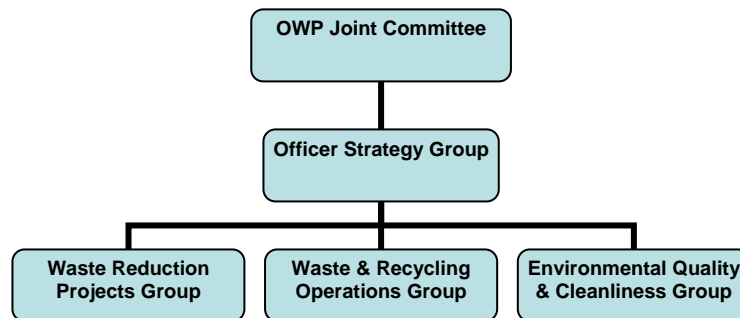 OWP Joint Committee
Officer Strategy Group
Waste Reduction
Projects Group
Waste & Recycling
Operations Group
Environmental Quality
& Cleanliness Group